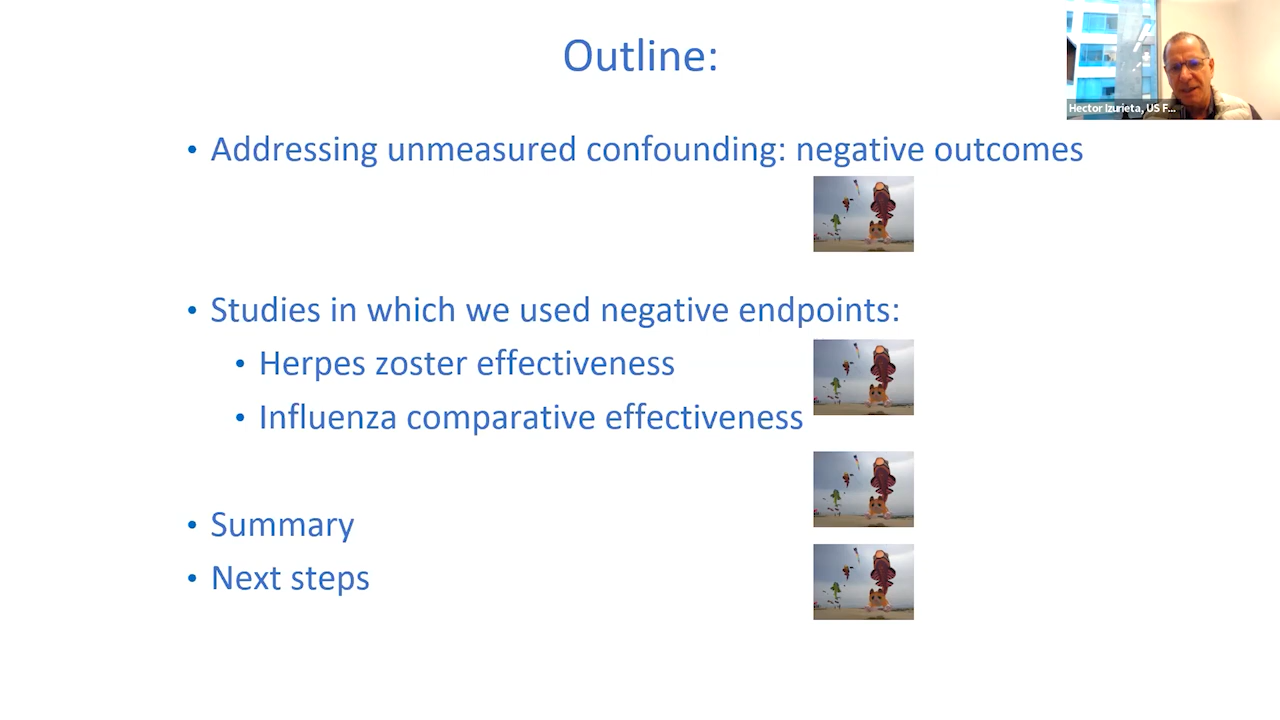 Outline:
Hector Izurieta, US F...
• Addressing unmeasured confounding: negative outcomes
• Studies in which we used negative endpoints:
• Herpes zoster effectiveness
• Influenza comparative effectiveness
• Summary
• Next steps